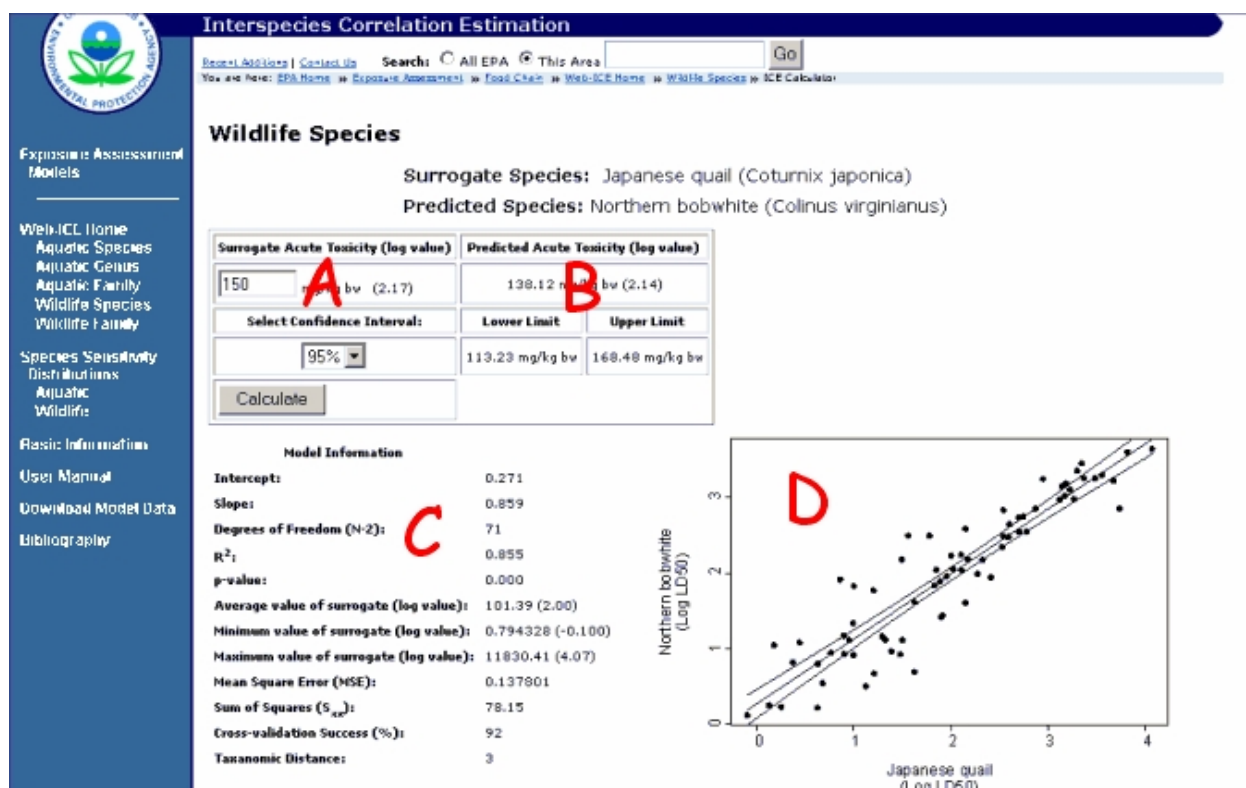 Interspecies Correlation Estimation
Recent Additions | Contact Us Search: All EPA This Area Go
You are here: EPA Home » Exposure Assessment » Food Chain » Web-ICE Home » Wildlife Species » ICE Calculator
ENVIRONMENTAL PROTECTION AGENCY
Exposure Assessment
Models
Web-ICE Home
Aquatic Species
Aquatic Genus
Aquatic Family
Wildlife Species
Wildlife Family
Species Sensitivity
Distributions
Aquatic
Wildlife
Basic Information
User Manual
Download Model Data
Bibliography
Wildlife Species
Surrogate Species: Japanese quail (Coturnix japonica)
Predicted Species: Northern bobwhite (Colinus virginianus)
Surrogate Acute Toxicity (log value) Predicted Acute Toxicity (log value)
150 mg/kg bw (2.17) 138.12 mg/kg bw (2.14)
A B
Select Confidence Interval: Lower Limit Upper Limit
95% 113.23 mg/kg bw 168.48 mg/kg bw
Calculate
Model Information
Intercept: 0.271
Slope: 0.859
Degrees of Freedom (N-2): 71
R²: 0.855
p-value: 0.000
Average value of surrogate (log value): 101.39 (2.00)
Minimum value of surrogate (log value): 0.794328 (-0.100)
Maximum value of surrogate (log value): 11830.41 (4.07)
Mean Square Error (MSE): 0.137801
Sum of Squares (Sxx): 78.15
Cross-validation Success (%): 92
Taxanomic Distance: 3
C
D
Northern bobwhite
(Log LD50)
3
2
1
0
0 1 2 3 4
Japanese quail
(Log LD50)